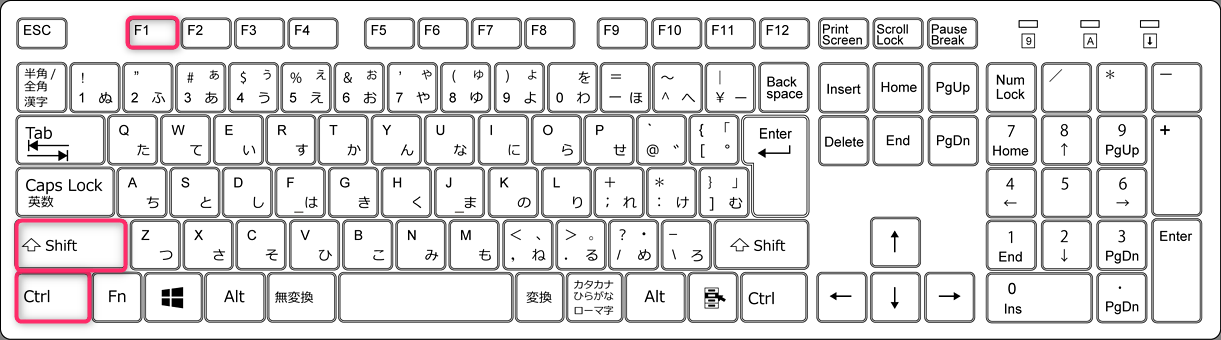 ESC F1 F2 F3 F4 F5 F6 F7 F8 F9 F10 F11 F12 Print Screen Scroll Lock Pause Break 9 A ⬇
半角/全角 漢字 ! 1 ぬ ” 2 ふ # ぁ 3 あ $ ぅ 4 う % ぇ 5 え & ぉ 6 お ’ ゃ 7 や ( ゅ 8 ゆ ) ょ 9 よ を 0 わ = ー ほ ～ ^ へ | ¥ ー Back space Insert Home PgUp Num Lock ／ ＊ －
Tab Q た W て E い R す T か Y ん U な I に O ら P せ ` @ ゛ { 「 [ ゜ Enter Delete End PgDn 7 Home 8 ↑ 9 PgUp +
Caps Lock 英数 A ち S と D し F _は G き H く J _ま K の L り + ; れ * : け } 」 ] む 4 ← 5 6 →
Shift Z つ X さ C そ V ひ B こ N み M も < 、 , ね > 。 . る ? ・ / め _ \ ろ Shift ↑ 1 End 2 ↓ 3 PgDn Enter
Ctrl Fn Alt 無変換 変換 カタカナ ひらがな ローマ字 Alt Ctrl ← ↓ → 0 Ins . PgDn